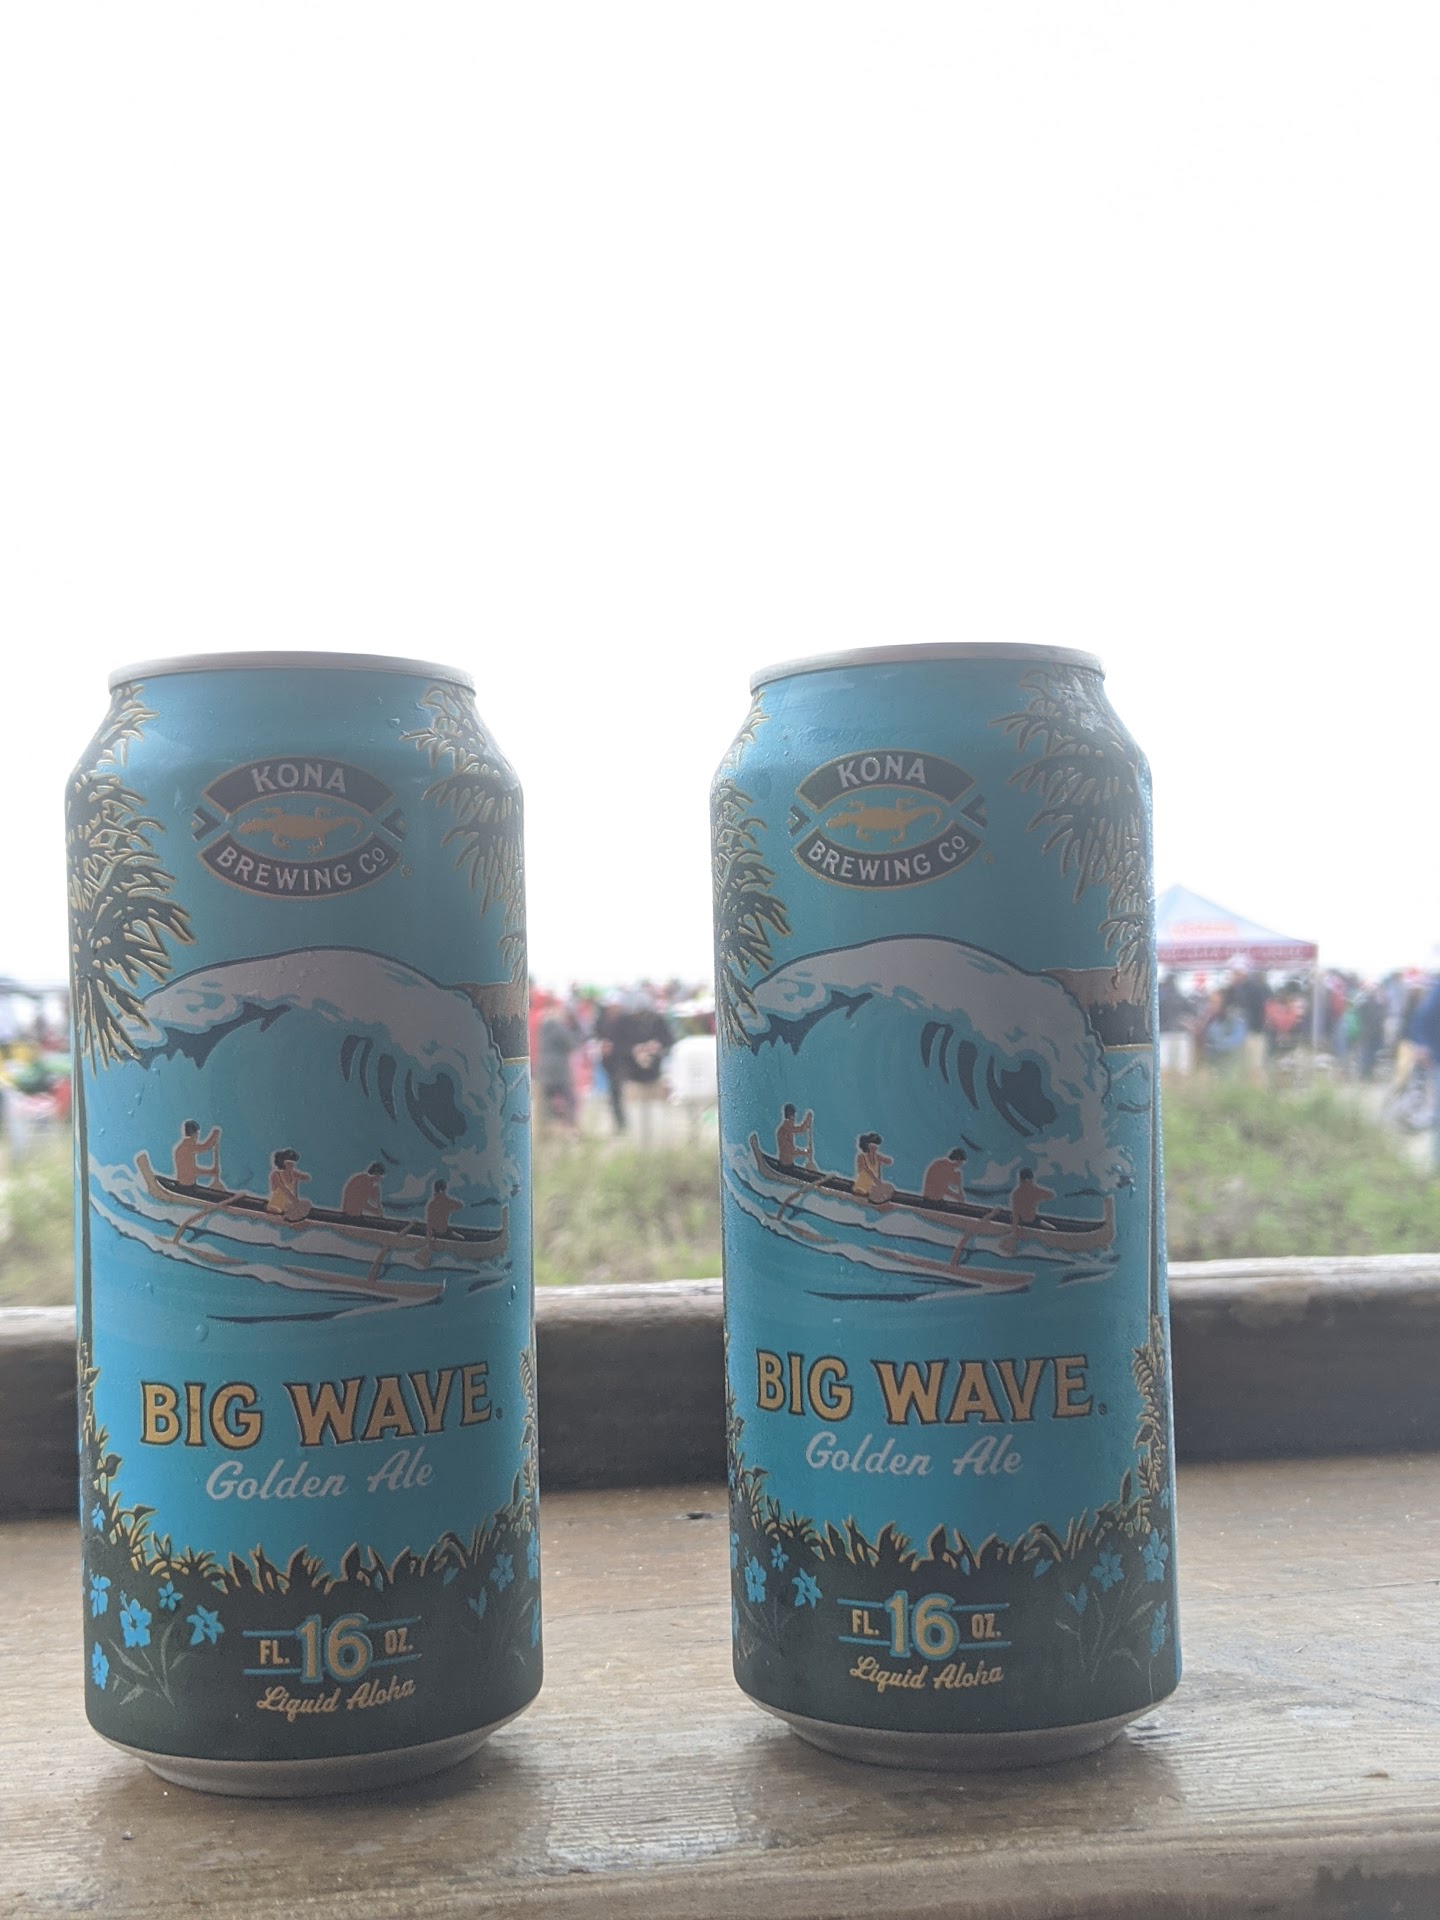 KONA
BREWING Co
BIG WAVE®
Golden Ale
FL. 16 OZ.
Liquid Aloha
KONA
BREWING Co
BIG WAVE®
Golden Ale
FL. 16 OZ.
Liquid Aloha